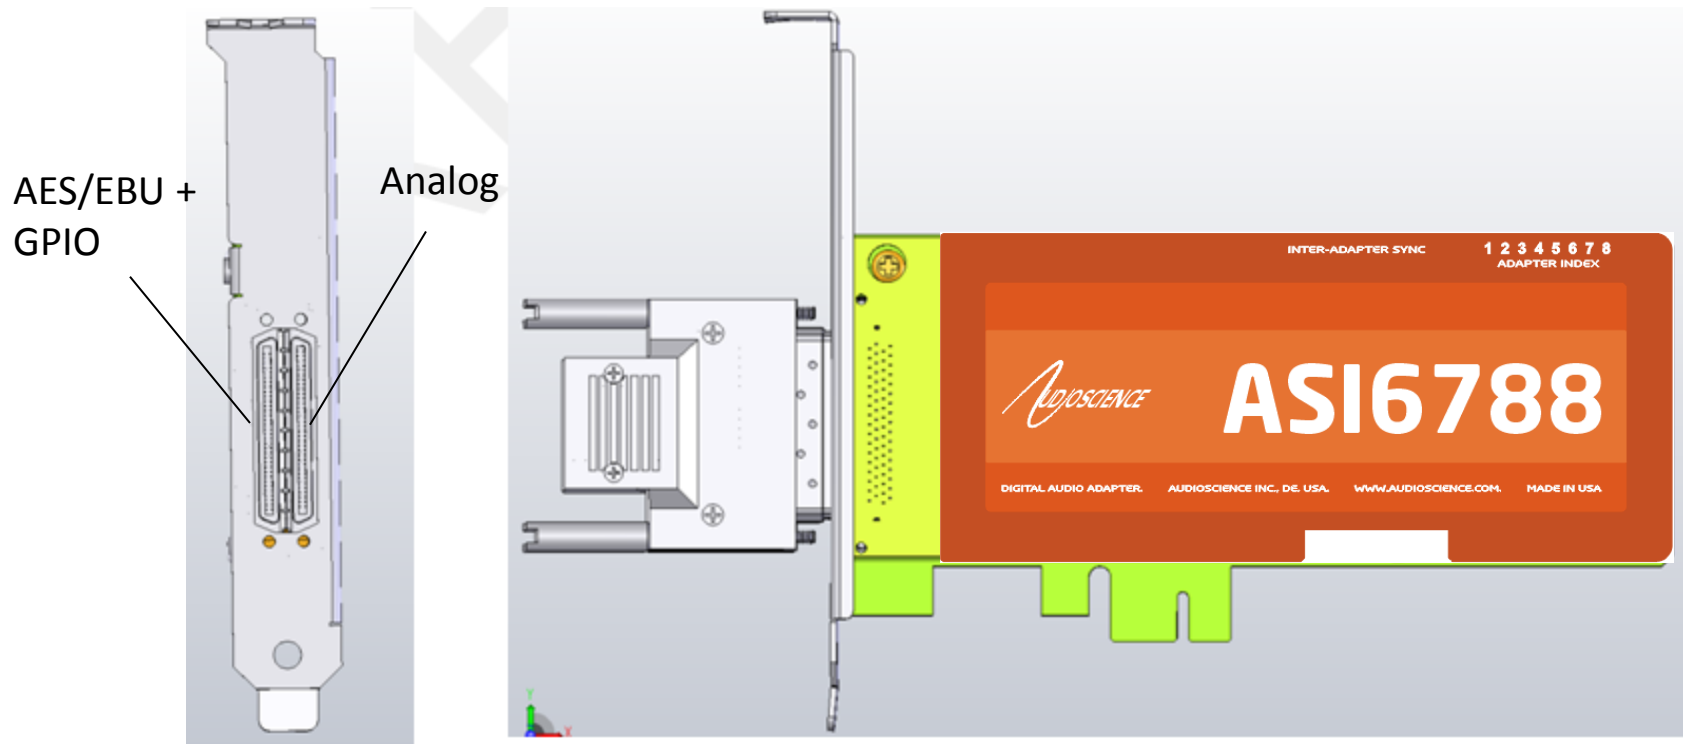 AES/EBU +
GPIO
Analog
INTER-ADAPTER SYNC
1 2 3 4 5 6 7 8
ADAPTER INDEX
AUDIOSCIENCE
ASI6788
DIGITAL AUDIO ADAPTER. AUDIOSCIENCE INC., DE. USA. WWW.AUDIOSCIENCE.COM. MADE IN USA
Y
X